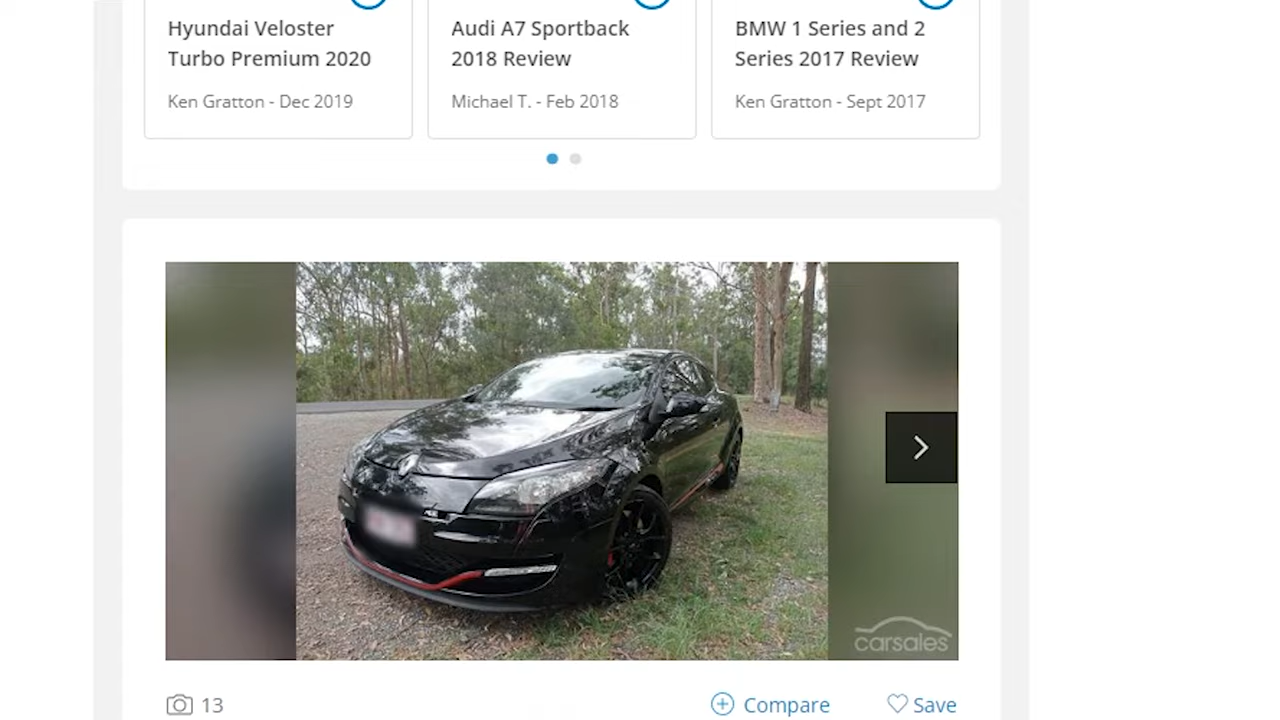 Hyundai Veloster
Turbo Premium 2020
Ken Gratton - Dec 2019
Audi A7 Sportback
2018 Review
Michael T. - Feb 2018
BMW 1 Series and 2
Series 2017 Review
Ken Gratton - Sept 2017
carsales
13
Compare
Save